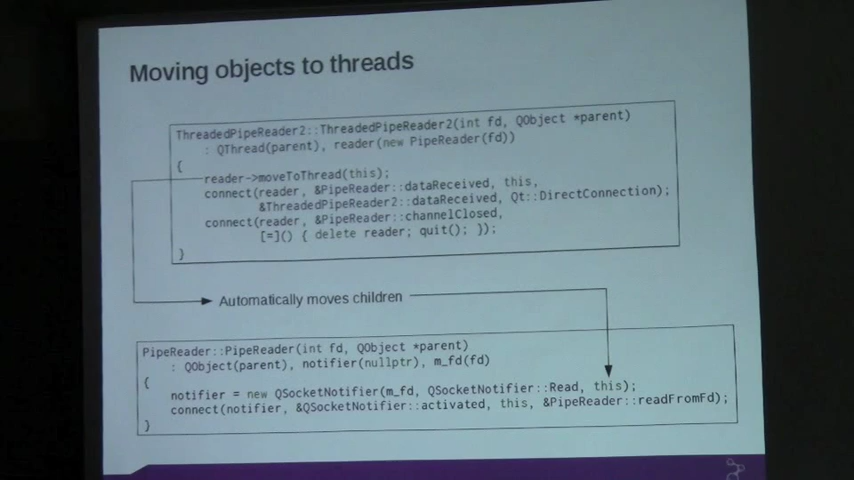 Moving objects to threads
ThreadedPipeReader2::ThreadedPipeReader2(int fd, QObject *parent)
: QThread(parent), reader(new PipeReader(fd))
{
reader->moveToThread(this);
connect(reader, &PipeReader::dataReceived, this,
&ThreadedPipeReader2::dataReceived, Qt::DirectConnection);
connect(reader, &PipeReader::channelClosed,
[=]() { delete reader; quit(); });
}
Automatically moves children
PipeReader::PipeReader(int fd, QObject *parent)
: QObject(parent), notifier(nullptr), m_fd(fd)
{
notifier = new QSocketNotifier(m_fd, QSocketNotifier::Read, this);
connect(notifier, &QSocketNotifier::activated, this, &PipeReader::readFromFd);
}